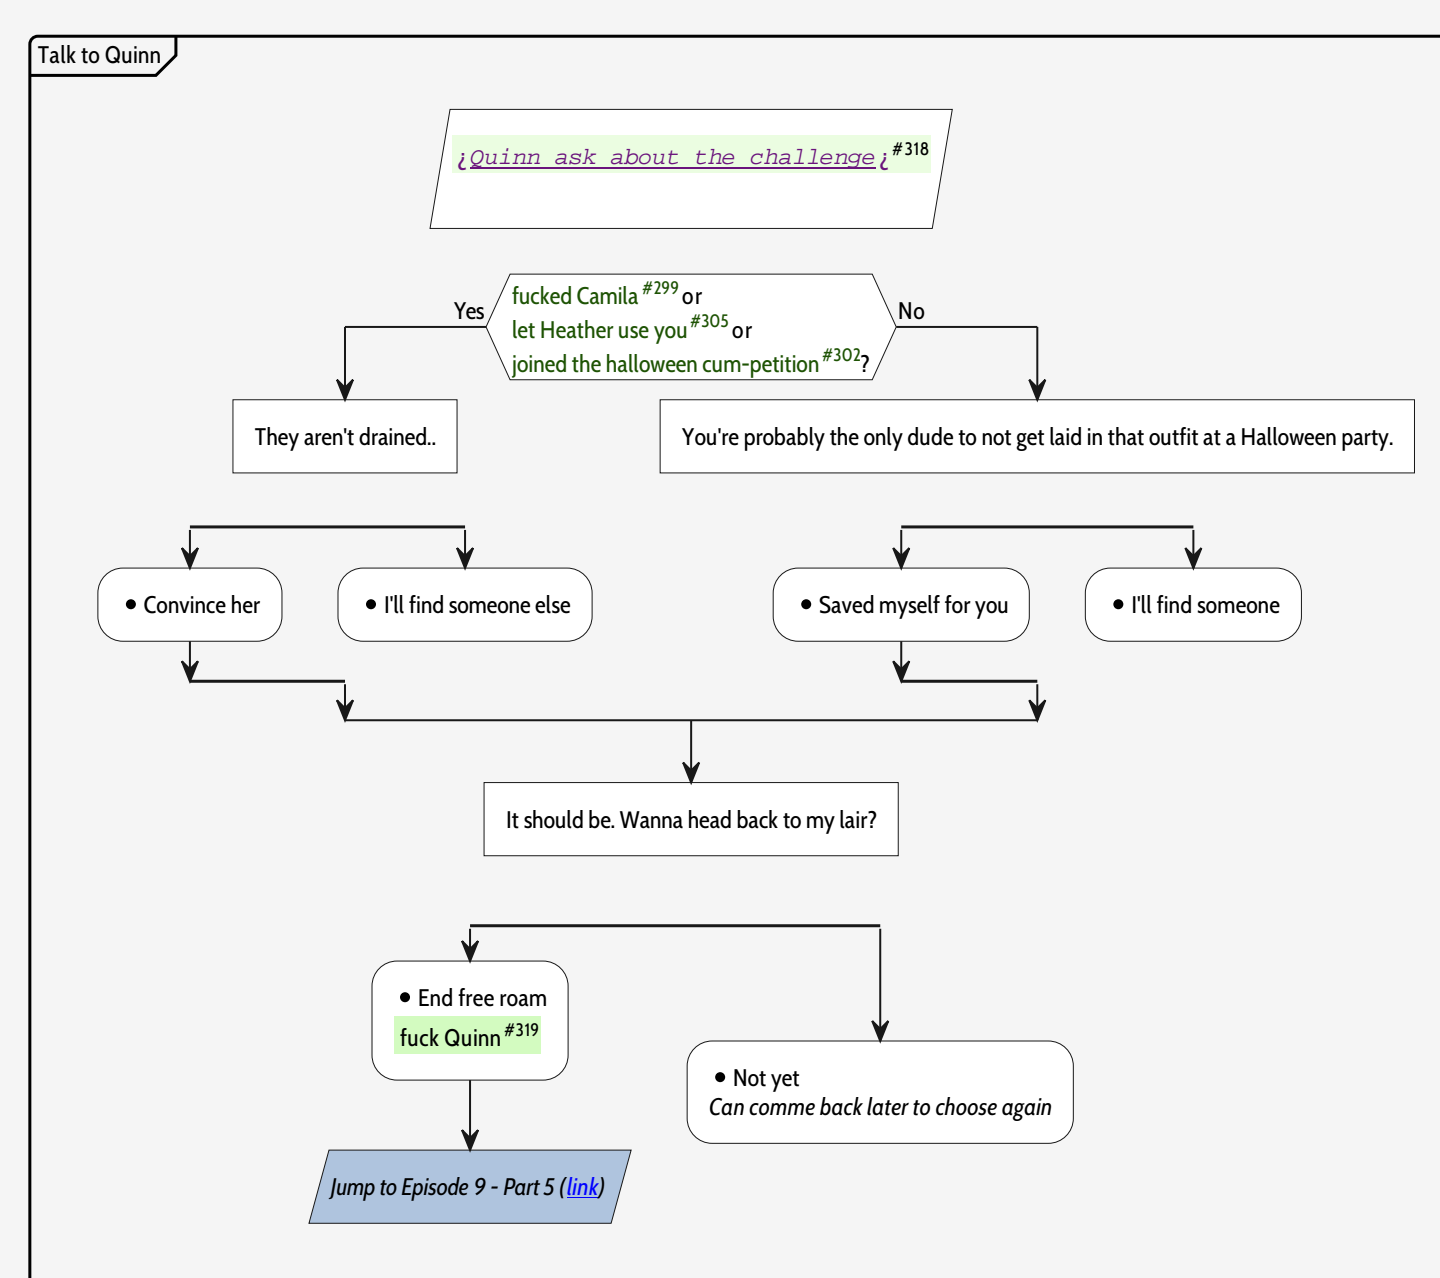 Talk to Quinn
¿Quinn ask about the challenge¿#318
Yes
fucked Camila #299 or
let Heather use you #305 or
joined the halloween cum-petition #302?
No
They aren't drained..
You're probably the only dude to not get laid in that outfit at a Halloween party.
• Convince her
• I'll find someone else
• Saved myself for you
• I'll find someone
It should be. Wanna head back to my lair?
• End free roam
fuck Quinn #319
• Not yet
Can comme back later to choose again
Jump to Episode 9 - Part 5 (link)